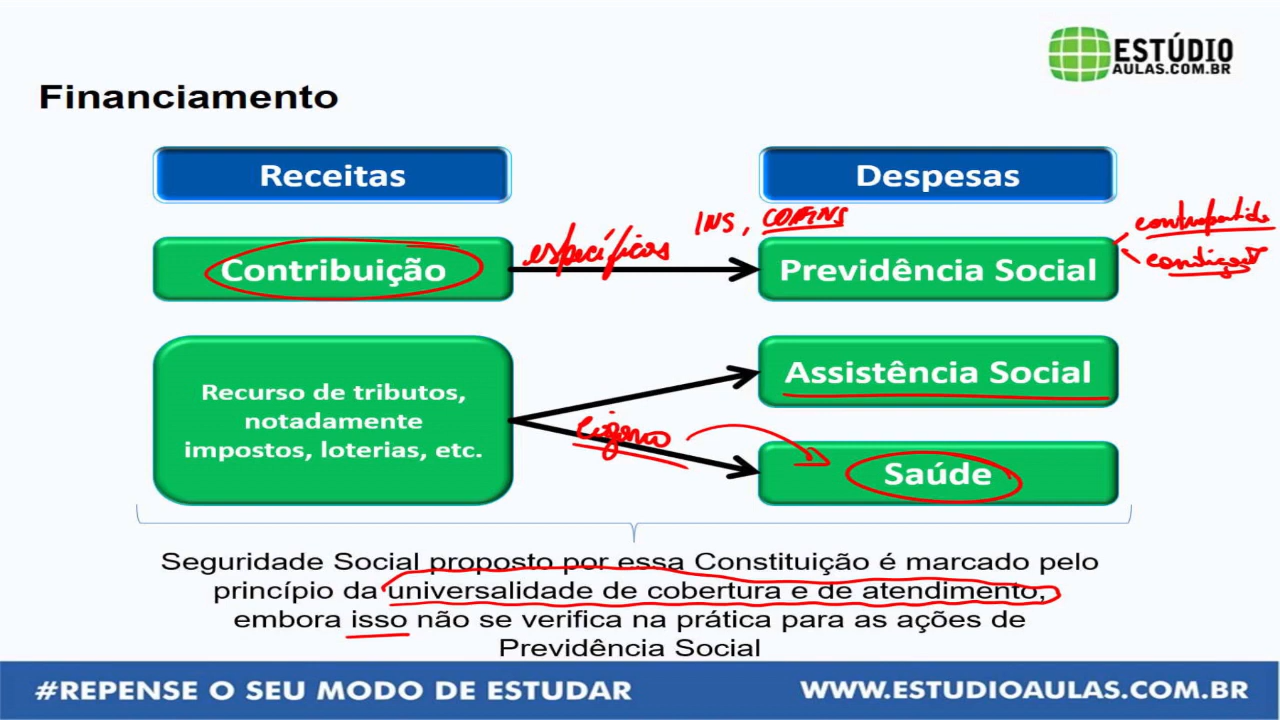 ESTÚDIO
AULAS.COM.BR
Financiamento
Receitas
Despesas
INS, COFINS
contrapartida
Contribuição
específicas
Previdência Social
Recurso de tributos,
notadamente
impostos, loterias, etc.
Assistência Social
Saúde
Seguridade Social proposto por essa Constituição é marcado pelo
princípio da universalidade de cobertura e de atendimento,
embora isso não se verifica na prática para as ações de
Previdência Social
#REPENSE O SEU MODO DE ESTUDAR
WWW.ESTUDIOAULAS.COM.BR